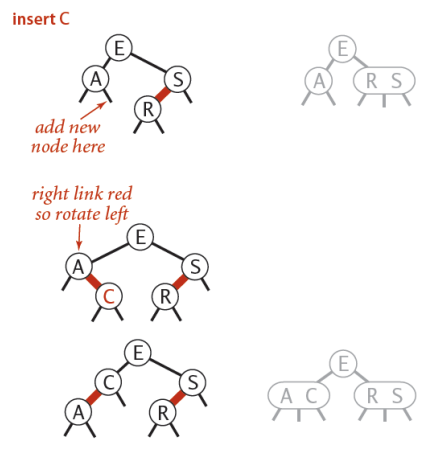 insert C
E
E
A
S
A
R S
R
add new
node here
right link red
so rotate left
E
A
S
C
R
E
E
C
S
A C
R S
A
R